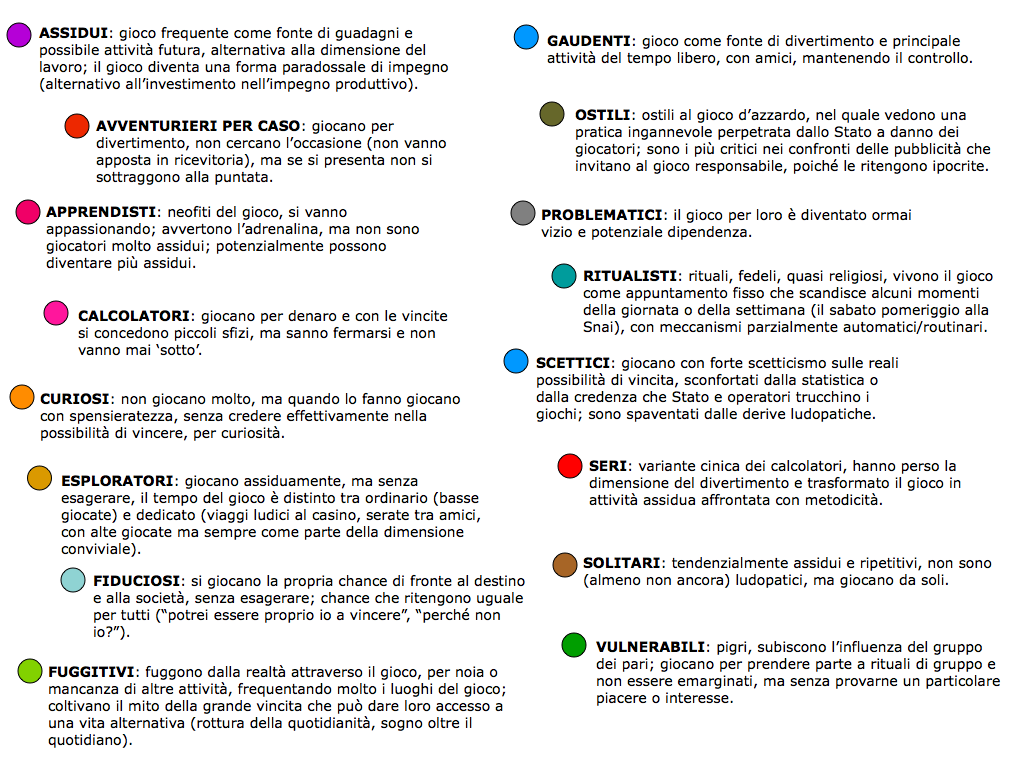 ASSIDUI: gioco frequente come fonte di guadagni e
possibile attività futura, alternativa alla dimensione del
lavoro; il gioco diventa una forma paradossale di impegno
(alternativo all’investimento nell’impegno produttivo).
AVVENTURIERI PER CASO: giocano per
divertimento, non cercano l’occasione (non vanno
apposta in ricevitoria), ma se si presenta non si
sottraggono alla puntata.
APPRENDISTI: neofiti del gioco, si vanno
appassionando; avvertono l’adrenalina, ma non sono
giocatori molto assidui; potenzialmente possono
diventare più assidui.
CALCOLATORI: giocano per denaro e con le vincite
si concedono piccoli sfizi, ma sanno fermarsi e non
vanno mai ‘sotto’.
CURIOSI: non giocano molto, ma quando lo fanno giocano
con spensieratezza, senza credere effettivamente nella
possibilità di vincere, per curiosità.
ESPLORATORI: giocano assiduamente, ma senza
esagerare, il tempo del gioco è distinto tra ordinario (basse
giocate) e dedicato (viaggi ludici al casino, serate tra amici,
con alte giocate ma sempre come parte della dimensione
conviviale).
FIDUCIOSI: si giocano la propria chance di fronte al destino
e alla società, senza esagerare; chance che ritengono uguale
per tutti (“potrei essere proprio io a vincere”, “perché non
io?”).
FUGGITIVI: fuggono dalla realtà attraverso il gioco, per noia o
mancanza di altre attività, frequentando molto i luoghi del gioco;
coltivano il mito della grande vincita che può dare loro accesso a
una vita alternativa (rottura della quotidianità, sogno oltre il
quotidiano).
GAUDENTI: gioco come fonte di divertimento e principale
attività del tempo libero, con amici, mantenendo il controllo.
OSTILI: ostili al gioco d’azzardo, nel quale vedono una
pratica ingannevole perpetrata dallo Stato a danno dei
giocatori; sono i più critici nei confronti delle pubblicità che
invitano al gioco responsabile, poiché le ritengono ipocrite.
PROBLEMATICI: il gioco per loro è diventato ormai
vizio e potenziale dipendenza.
RITUALISTI: rituali, fedeli, quasi religiosi, vivono il gioco
come appuntamento fisso che scandisce alcuni momenti
della giornata o della settimana (il sabato pomeriggio alla
Snai), con meccanismi parzialmente automatici/routinari.
SCETTICI: giocano con forte scetticismo sulle reali
possibilità di vincita, sconfortati dalla statistica o
dalla credenza che Stato e operatori trucchino i
giochi; sono spaventati dalle derive ludopatiche.
SERI: variante cinica dei calcolatori, hanno perso la
dimensione del divertimento e trasformato il gioco in
attività assidua affrontata con metodicità.
SOLITARI: tendenzialmente assidui e ripetitivi, non sono
(almeno non ancora) ludopatici, ma giocano da soli.
VULNERABILI: pigri, subiscono l’influenza del gruppo
dei pari; giocano per prendere parte a rituali di gruppo e
non essere emarginati, ma senza provarne un particolare
piacere o interesse.